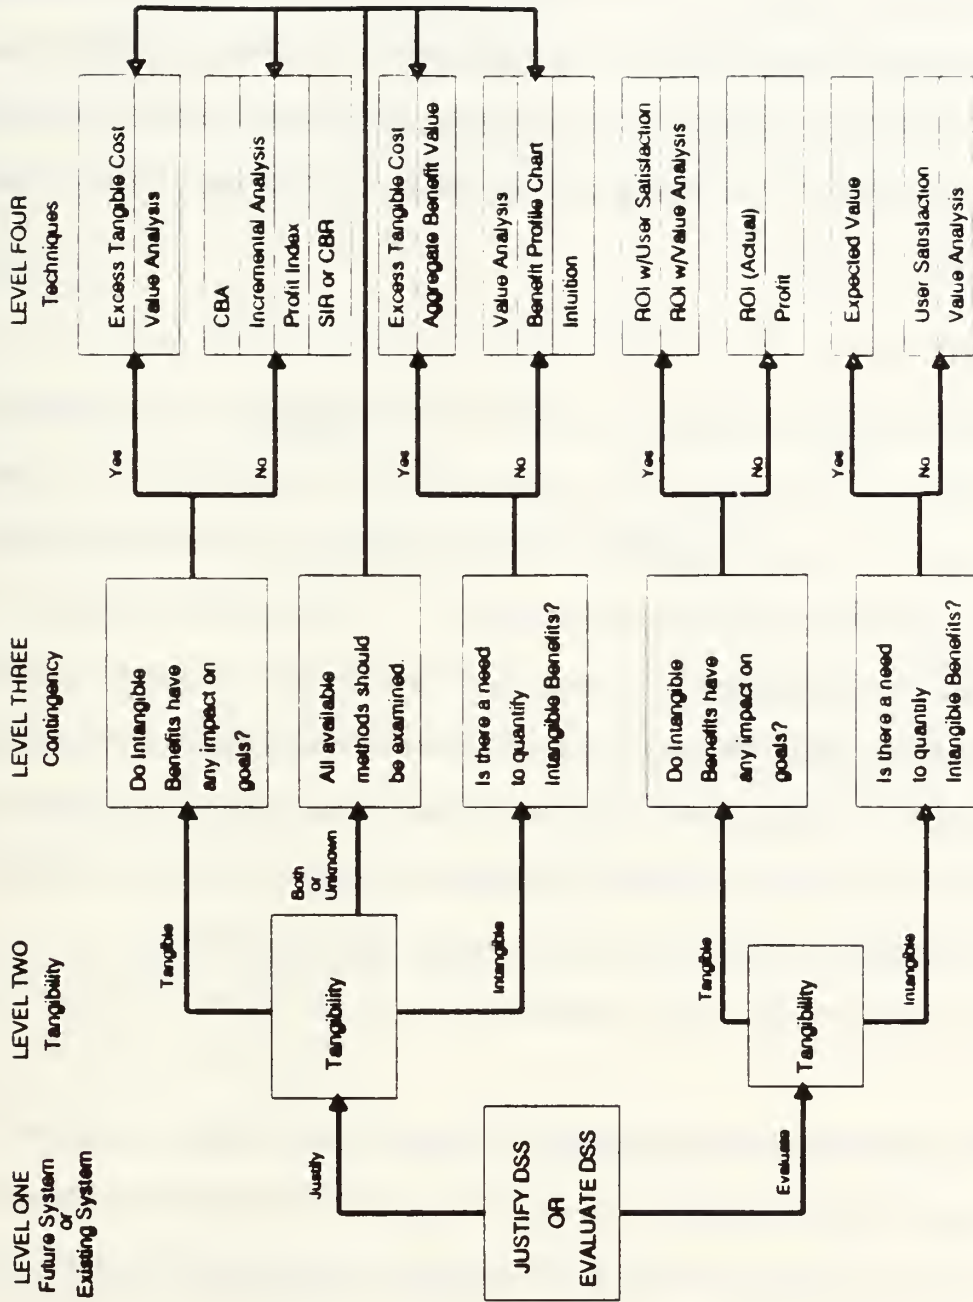 LEVEL ONE
Future System
or
Existing System
LEVEL TWO
Tangibility
LEVEL THREE
Contingency
LEVEL FOUR
Techniques
JUSTIFY DSS
OR
EVALUATE DSS
Justify
Evaluate
Tangibility
Tangible
Both
or
Unknown
Intangible
Tangibility
Tangible
Intangible
Do Intangible
Benefits have
any impact on
goals?
All available
methods should
be examined.
Is there a need
to quantify
Intangible Benefits?
Do Intangible
Benefits have
any impact on
goals?
Is there a need
to quantify
Intangible Benefits?
Yes
No
Yes
No
Yes
No
Yes
No
Excess Tangible Cost
Value Analysis
CBA
Incremental Analysis
Profit Index
SIR or CBR
Excess Tangible Cost
Aggregate Benefit Value
Value Analysis
Benefit Profile Chart
Intuition
ROI w/User Satisfaction
ROI w/Value Analysis
ROI (Actual)
Profit
Expected Value
User Satisfaction
Value Analysis